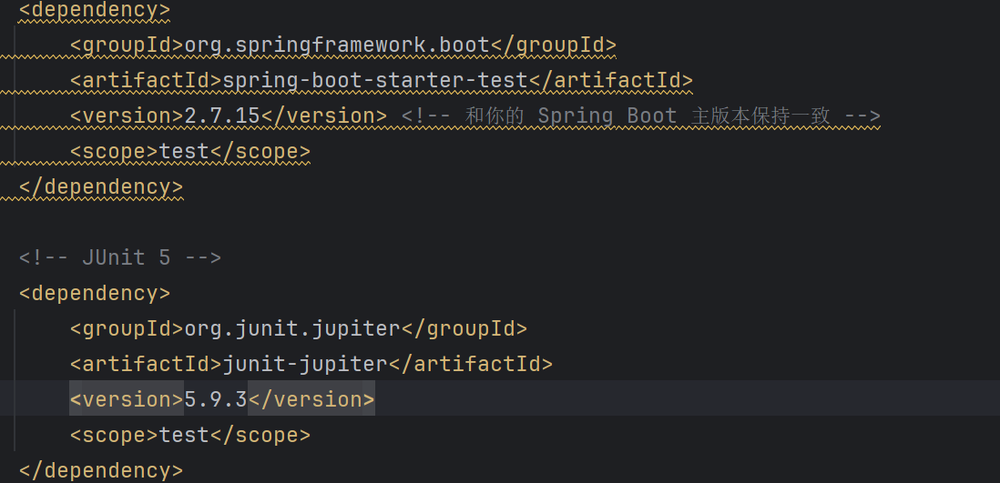 <dependency>
    <groupId>org.springframework.boot</groupId>
    <artifactId>spring-boot-starter-test</artifactId>
    <version>2.7.15</version> <!-- 和你的 Spring Boot 主版本保持一致 -->
    <scope>test</scope>
</dependency>
<!-- JUnit 5 -->
<dependency>
    <groupId>org.junit.jupiter</groupId>
    <artifactId>junit-jupiter</artifactId>
    <version>5.9.3</version>
    <scope>test</scope>
</dependency>